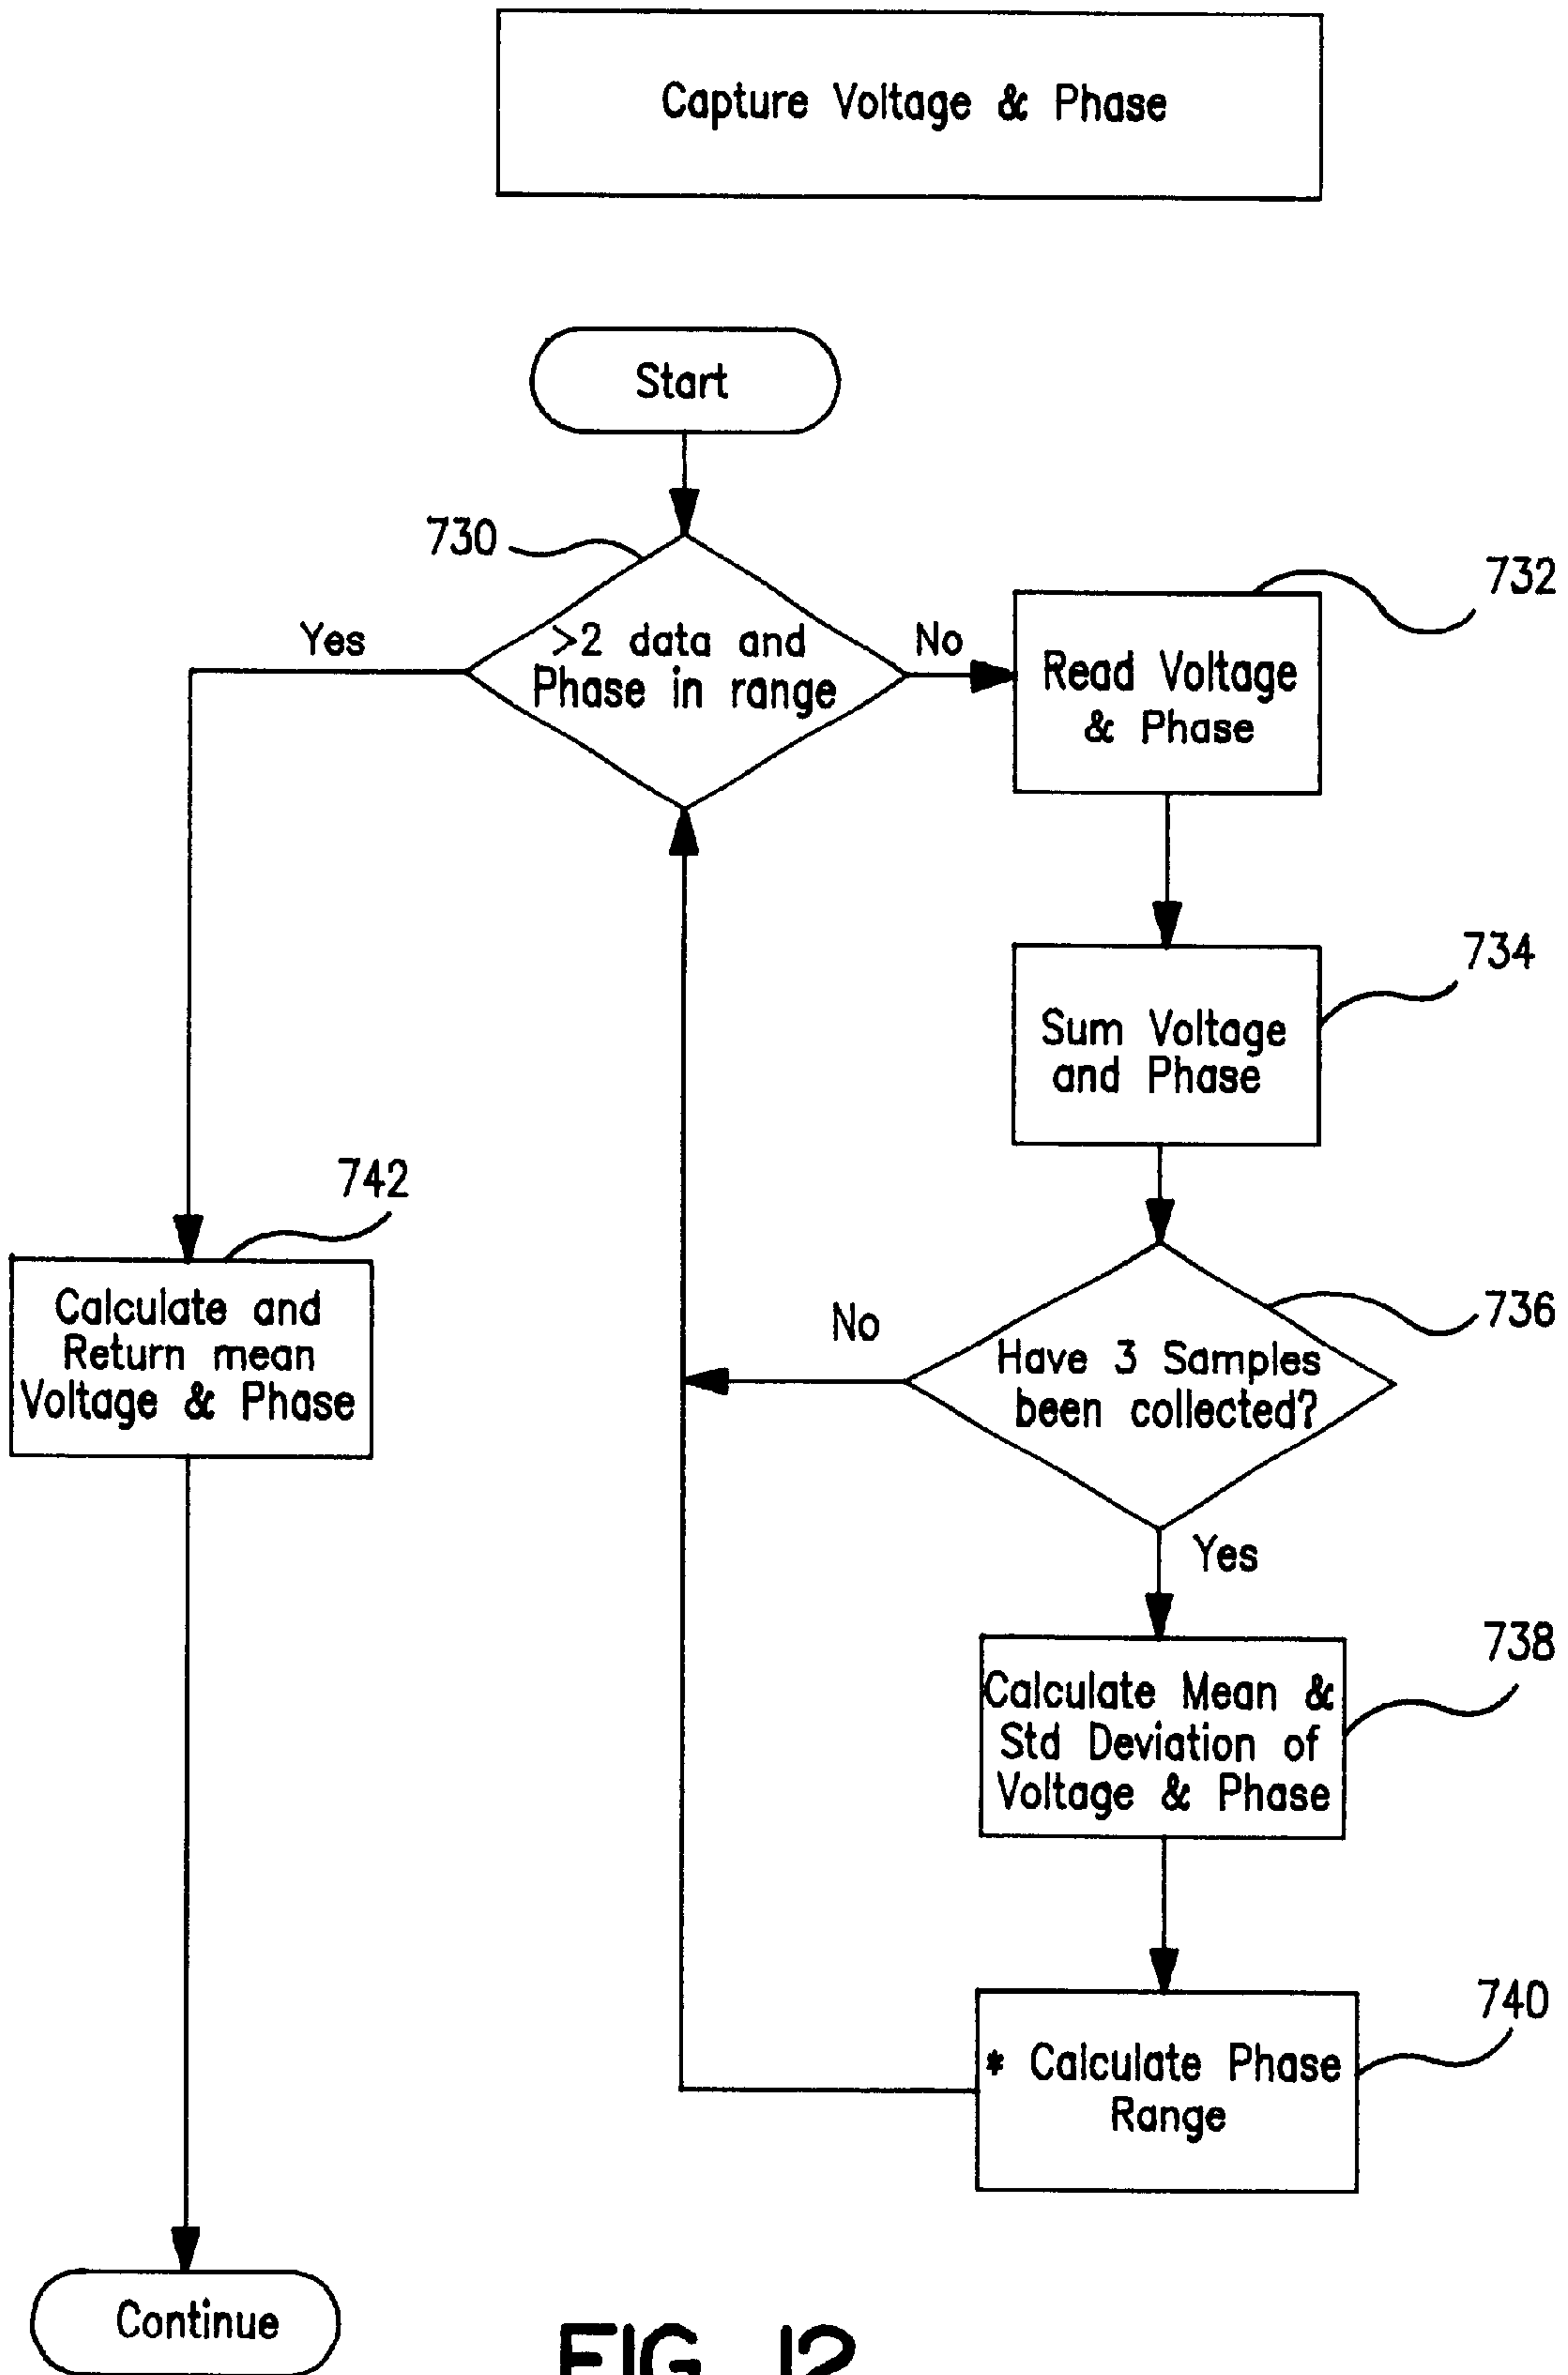 Capture Voltage & Phase
Start
730
>2 data and
Phase in range
Yes
No
732
Read Voltage
& Phase
734
Sum Voltage
and Phase
736
Have 3 Samples
been collected?
No
Yes
738
Calculate Mean &
Std Deviation of
Voltage & Phase
740
* Calculate Phase
Range
742
Calculate and
Return mean
Voltage & Phase
Continue
FIG. 12